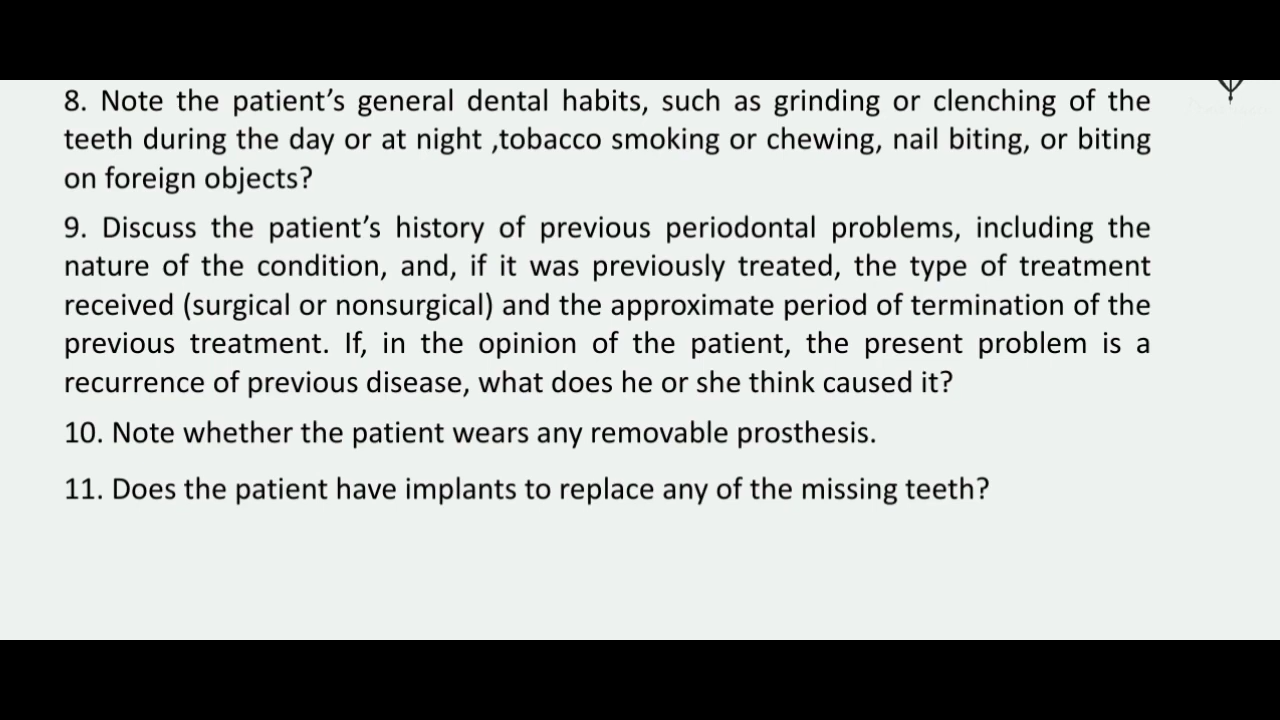 8. Note the patient’s general dental habits, such as grinding or clenching of the
teeth during the day or at night ,tobacco smoking or chewing, nail biting, or biting
on foreign objects?
9. Discuss the patient’s history of previous periodontal problems, including the
nature of the condition, and, if it was previously treated, the type of treatment
received (surgical or nonsurgical) and the approximate period of termination of the
previous treatment. If, in the opinion of the patient, the present problem is a
recurrence of previous disease, what does he or she think caused it?
10. Note whether the patient wears any removable prosthesis.
11. Does the patient have implants to replace any of the missing teeth?